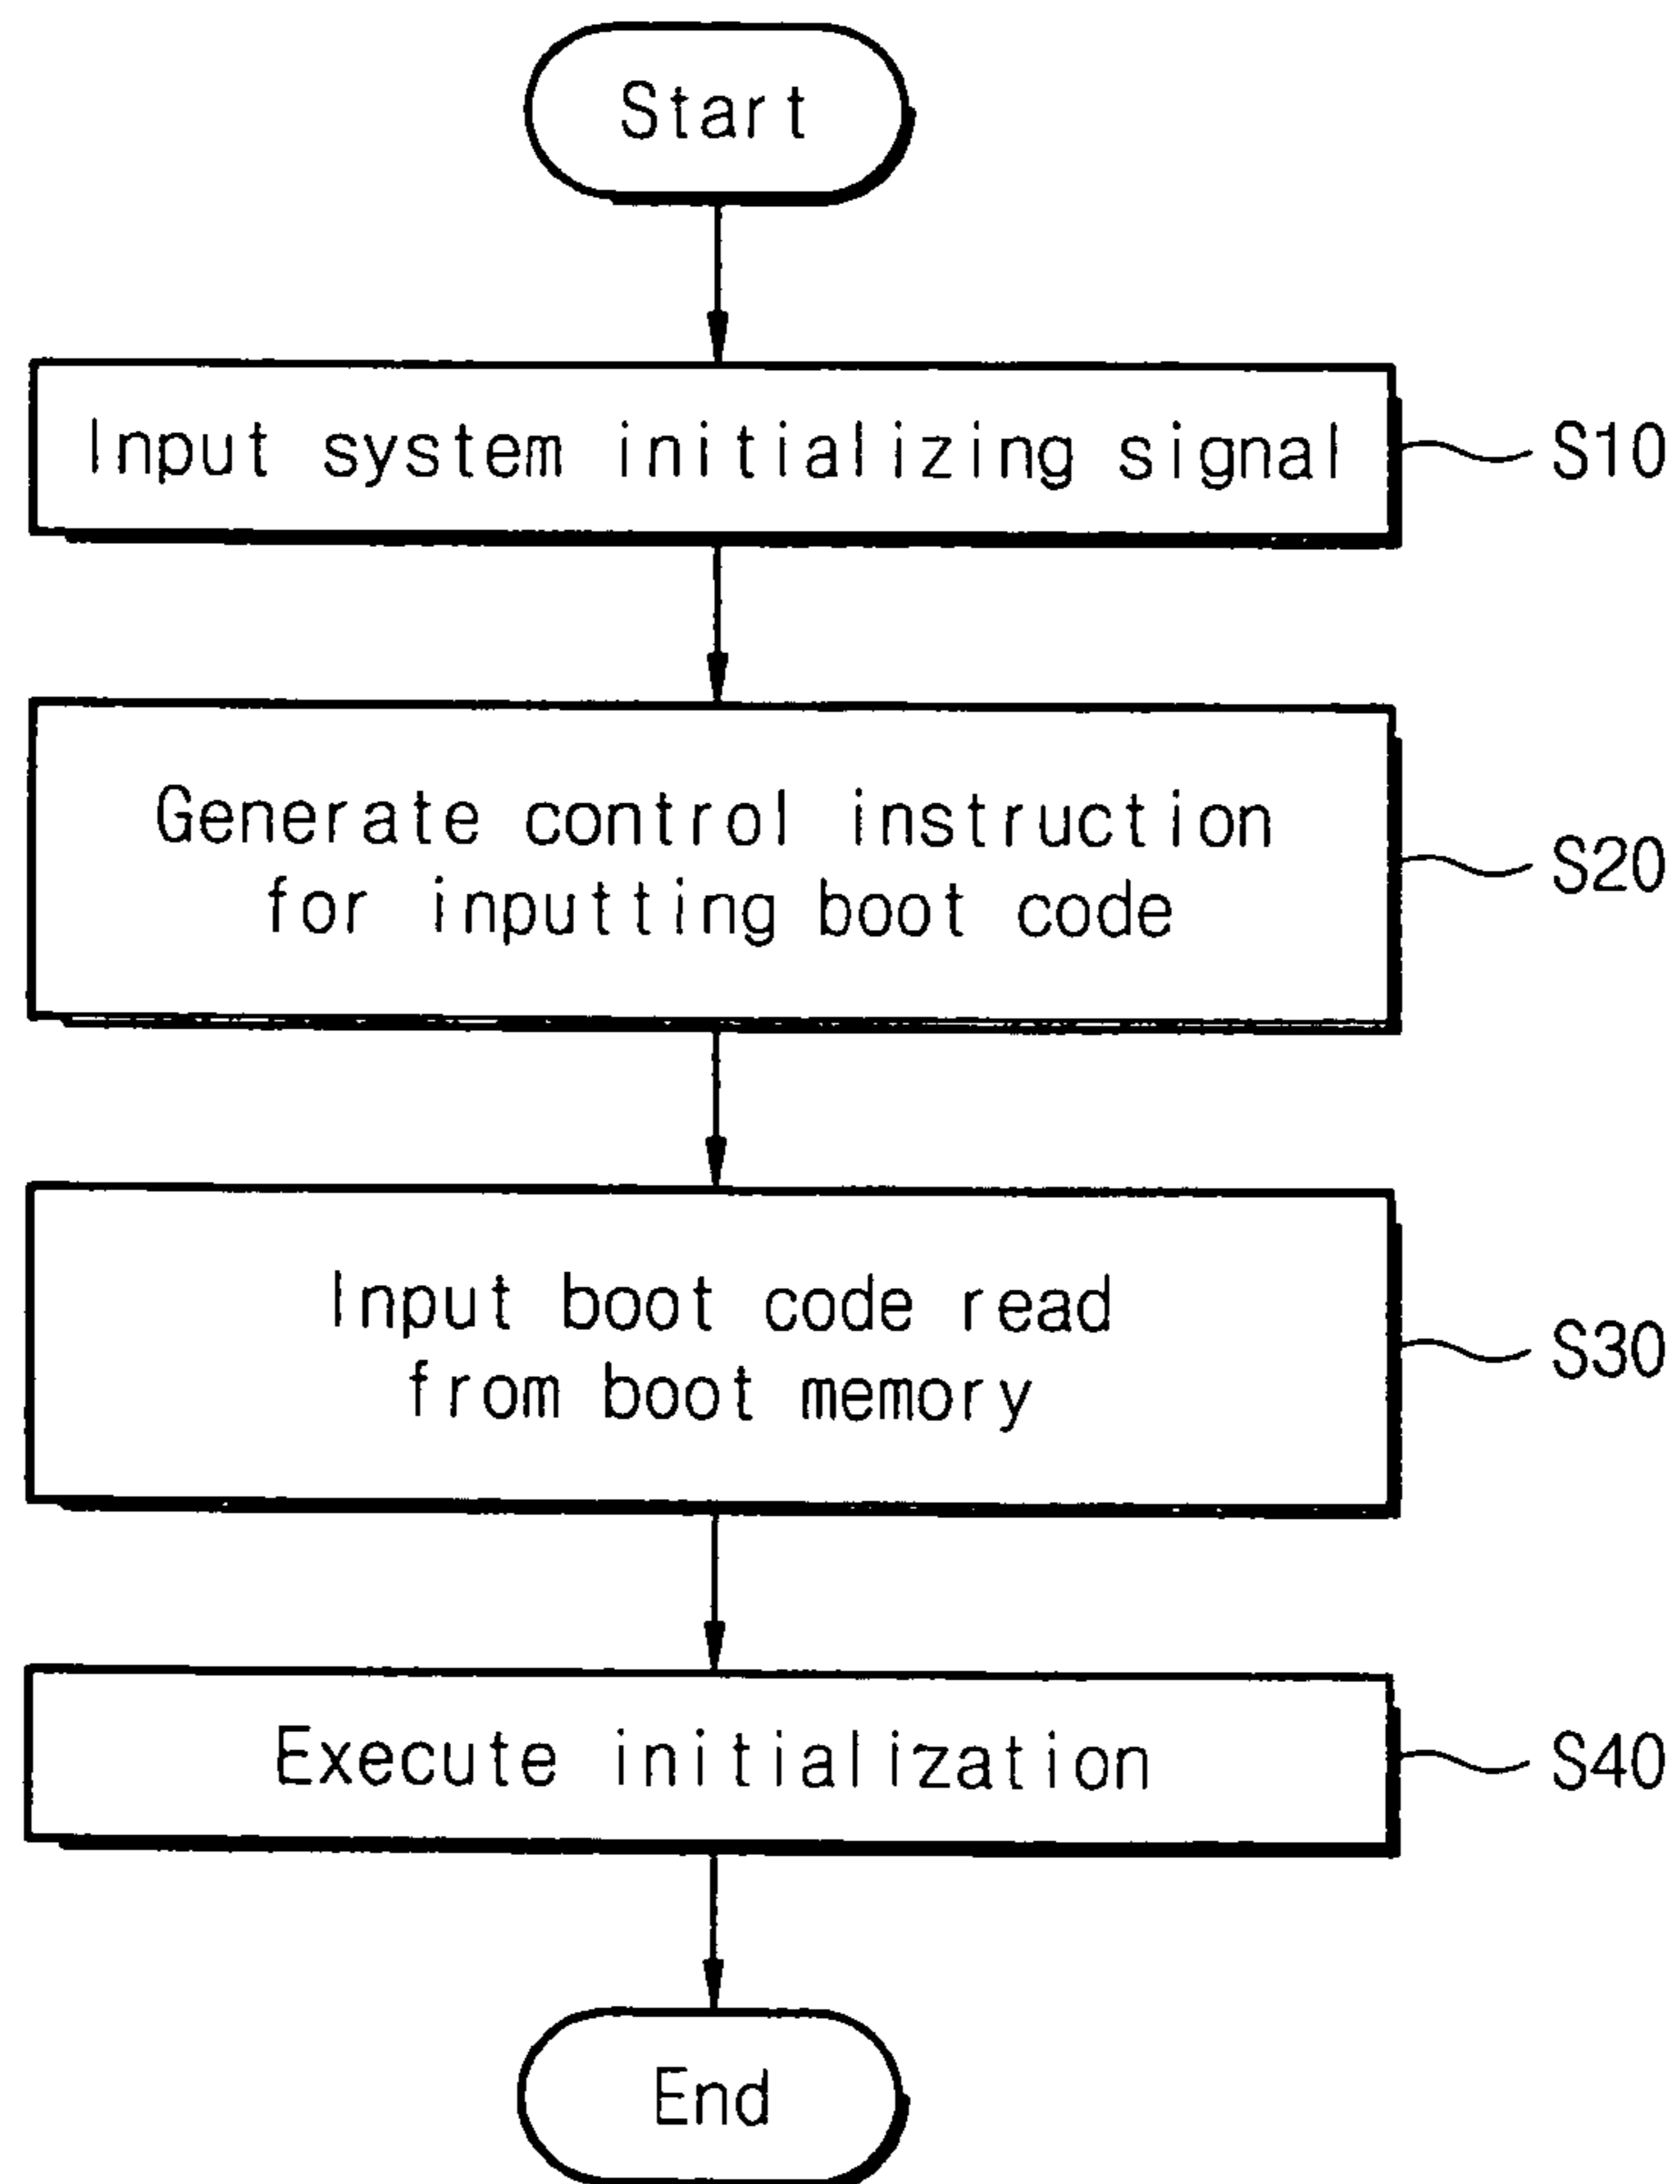 Start
Input system initializing signal
S10
Generate control instruction
for inputting boot code
S20
Input boot code read
from boot memory
S30
Execute initialization
S40
End